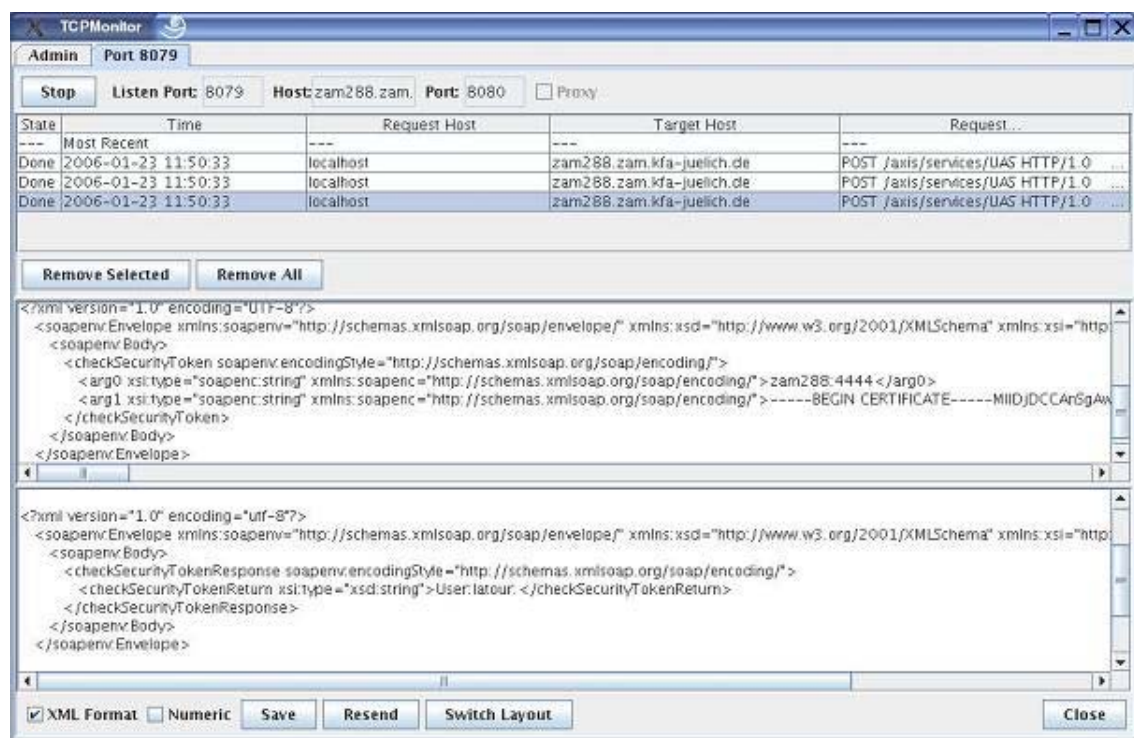 TCPMonitor
Admin Port 8079
Stop Listen Port: 8079 Host: zam288.zam. Port: 8080 Proxy
State Time Request Host Target Host Request...
--- Most Recent --- --- ---
Done 2006-01-23 11:50:33 localhost zam288.zam.kfa-juelich.de POST /axis/services/UAS HTTP/1.0 ...
Done 2006-01-23 11:50:33 localhost zam288.zam.kfa-juelich.de POST /axis/services/UAS HTTP/1.0 ...
Done 2006-01-23 11:50:33 localhost zam288.zam.kfa-juelich.de POST /axis/services/UAS HTTP/1.0 ...
Remove Selected Remove All
<?xml version="1.0" encoding="UTF-8"?>
<soapenv:Envelope xmlns:soapenv="http://schemas.xmlsoap.org/soap/envelope/" xmlns:xsd="http://www.w3.org/2001/XMLSchema" xmlns:xsi="http:
<soapenv:Body>
<checkSecurityToken soapenv:encodingStyle="http://schemas.xmlsoap.org/soap/encoding/">
<arg0 xsi:type="soapenc:string" xmlns:soapenc="http://schemas.xmlsoap.org/soap/encoding/">zam288:4444</arg0>
<arg1 xsi:type="soapenc:string" xmlns:soapenc="http://schemas.xmlsoap.org/soap/encoding/">-----BEGIN CERTIFICATE-----MIIDjDCCAnSgAw
</checkSecurityToken>
</soapenv:Body>
</soapenv:Envelope>
<?xml version="1.0" encoding="utf-8"?>
<soapenv:Envelope xmlns:soapenv="http://schemas.xmlsoap.org/soap/envelope/" xmlns:xsd="http://www.w3.org/2001/XMLSchema" xmlns:xsi="http:
<soapenv:Body>
<checkSecurityTokenResponse soapenv:encodingStyle="http://schemas.xmlsoap.org/soap/encoding/">
<checkSecurityTokenReturn xsi:type="xsd:string">User:latour: </checkSecurityTokenReturn>
</checkSecurityTokenResponse>
</soapenv:Body>
</soapenv:Envelope>
XML Format Numeric Save Resend Switch Layout Close